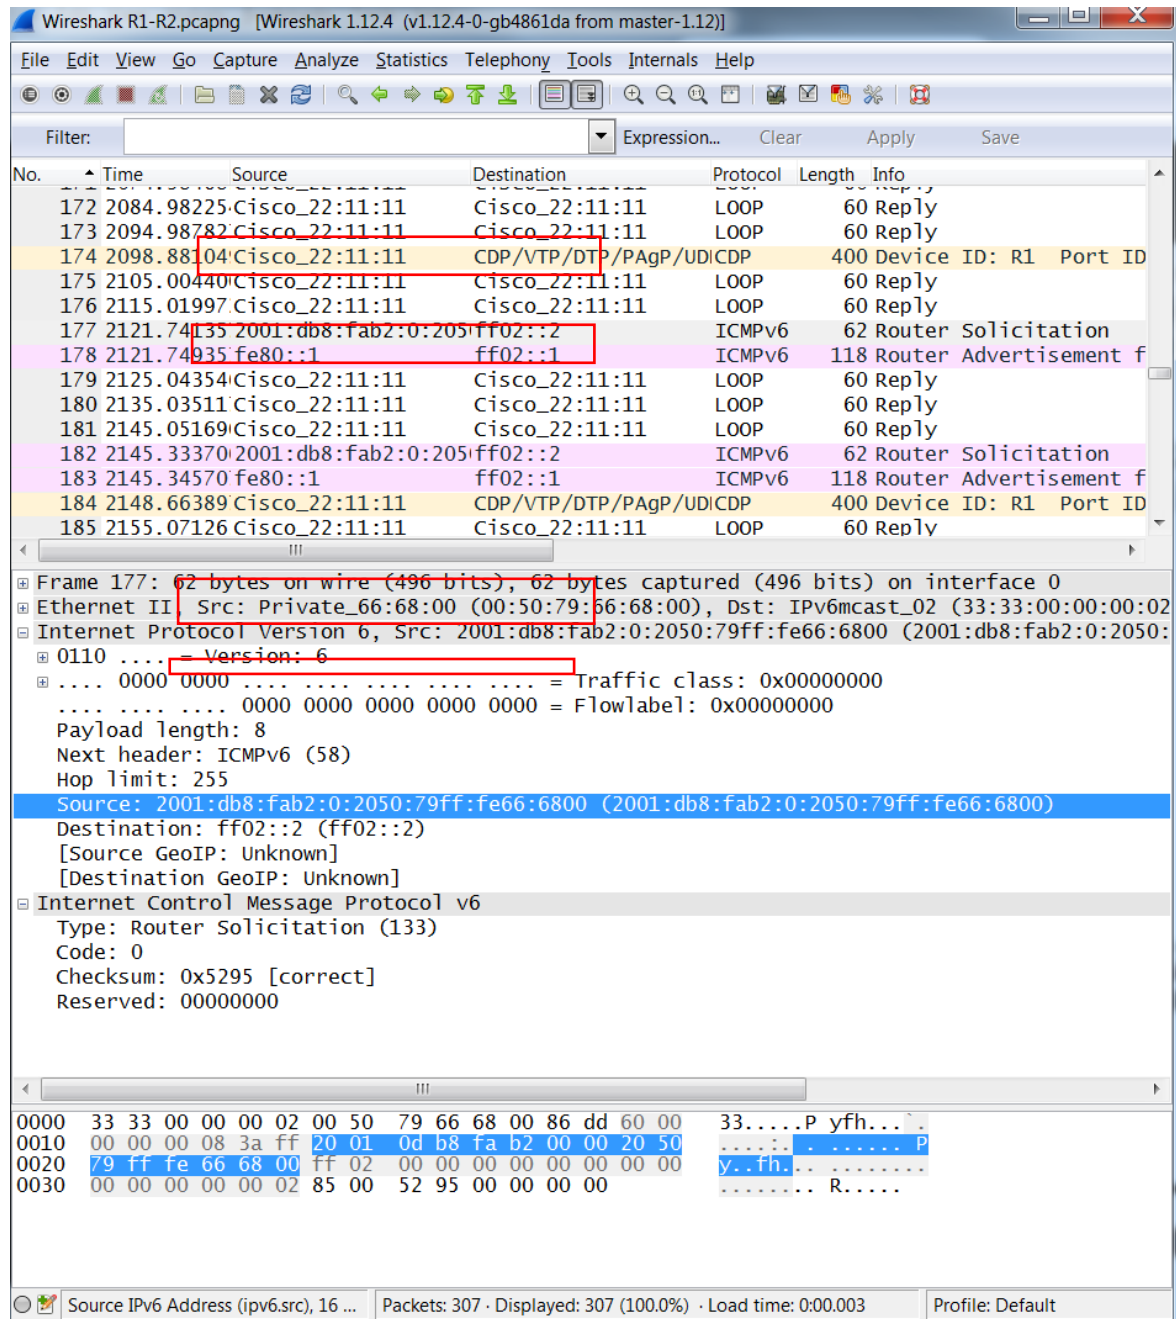 Wireshark R1-R2.pcapng [Wireshark 1.12.4 (v1.12.4-0-gb4861da from master-1.12)]
File Edit View Go Capture Analyze Statistics Telephony Tools Internals Help
Filter: Expression... Clear Apply Save
No. Time Source Destination Protocol Length Info
172 2084.98225 Cisco_22:11:11 Cisco_22:11:11 LOOP 60 Reply
173 2094.98782 Cisco_22:11:11 Cisco_22:11:11 LOOP 60 Reply
174 2098.88104 Cisco_22:11:11 CDP/VTP/DTP/PAgP/UDI CDP 400 Device ID: R1 Port ID
175 2105.00440 Cisco_22:11:11 Cisco_22:11:11 LOOP 60 Reply
176 2115.01997 Cisco_22:11:11 Cisco_22:11:11 LOOP 60 Reply
177 2121.74135 2001:db8:fab2:0:205 ff02::2 ICMPv6 62 Router Solicitation
178 2121.74935 fe80::1 ff02::1 ICMPv6 118 Router Advertisement f
179 2125.04354 Cisco_22:11:11 Cisco_22:11:11 LOOP 60 Reply
180 2135.03511 Cisco_22:11:11 Cisco_22:11:11 LOOP 60 Reply
181 2145.05169 Cisco_22:11:11 Cisco_22:11:11 LOOP 60 Reply
182 2145.33370 2001:db8:fab2:0:205 ff02::2 ICMPv6 62 Router Solicitation
183 2145.34570 fe80::1 ff02::1 ICMPv6 118 Router Advertisement f
184 2148.66389 Cisco_22:11:11 CDP/VTP/DTP/PAgP/UDI CDP 400 Device ID: R1 Port ID
185 2155.07126 Cisco_22:11:11 Cisco_22:11:11 LOOP 60 Reply
Frame 177: 62 bytes on wire (496 bits), 62 bytes captured (496 bits) on interface 0
Ethernet II, Src: Private_66:68:00 (00:50:79:66:68:00), Dst: IPv6mcast_02 (33:33:00:00:00:02
Internet Protocol Version 6, Src: 2001:db8:fab2:0:2050:79ff:fe66:6800 (2001:db8:fab2:0:2050:
0110 .... = Version: 6
.... 0000 0000 .... .... .... .... .... = Traffic class: 0x00000000
.... .... .... 0000 0000 0000 0000 0000 = Flowlabel: 0x00000000
Payload length: 8
Next header: ICMPv6 (58)
Hop limit: 255
Source: 2001:db8:fab2:0:2050:79ff:fe66:6800 (2001:db8:fab2:0:2050:79ff:fe66:6800)
Destination: ff02::2 (ff02::2)
[Source GeoIP: Unknown]
[Destination GeoIP: Unknown]
Internet Control Message Protocol v6
Type: Router Solicitation (133)
Code: 0
Checksum: 0x5295 [correct]
Reserved: 00000000
0000 33 33 00 00 00 02 00 50 79 66 68 00 86 dd 60 00 33.....P yfh...`.
0010 00 00 00 08 3a ff 20 01 0d b8 fa b2 00 00 20 50 ....:. . ...... P
0020 79 ff fe 66 68 00 ff 02 00 00 00 00 00 00 00 00 y..fh... ........
0030 00 00 00 00 00 02 85 00 52 95 00 00 00 00 ........ R.....
Source IPv6 Address (ipv6.src), 16 ... Packets: 307 · Displayed: 307 (100.0%) · Load time: 0:00.003 Profile: Default